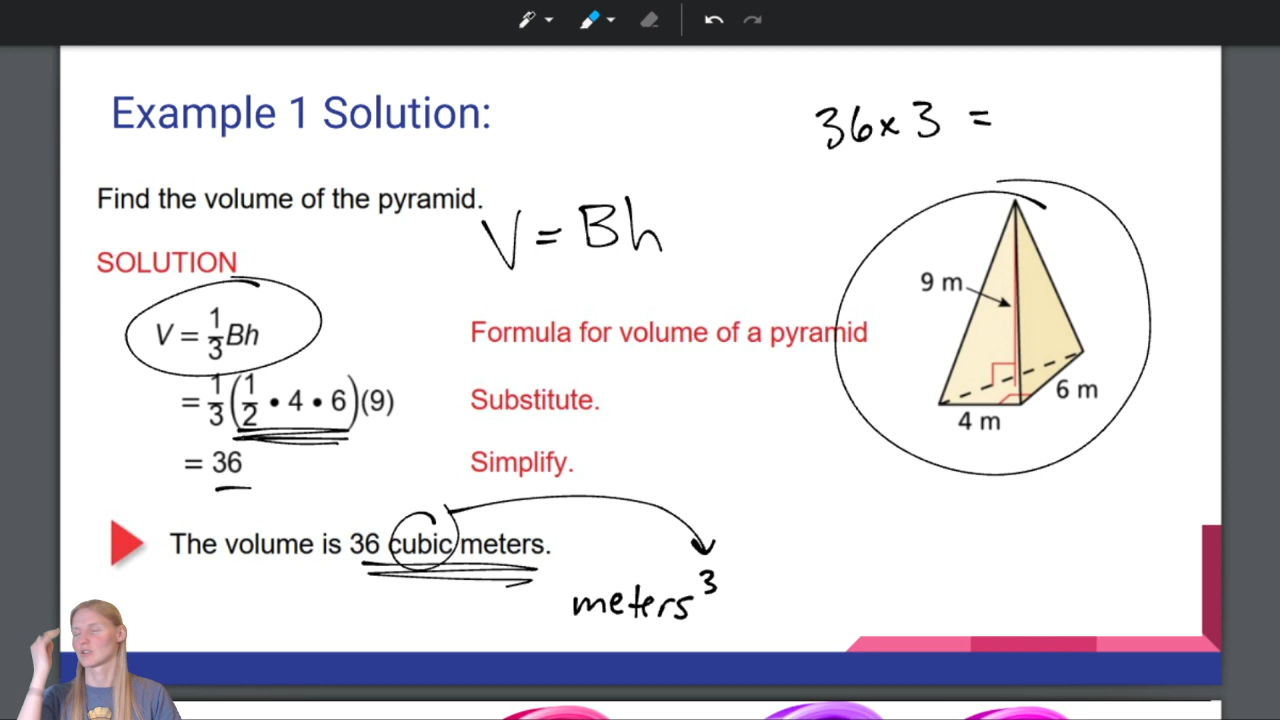 Example 1 Solution:
36 x 3 =
Find the volume of the pyramid.
V = Bh
SOLUTION
V = 1/3 Bh
Formula for volume of a pyramid
= 1/3 (1/2 • 4 • 6)(9)
Substitute.
= 36
Simplify.
9 m
6 m
4 m
The volume is 36 cubic meters.
meters³